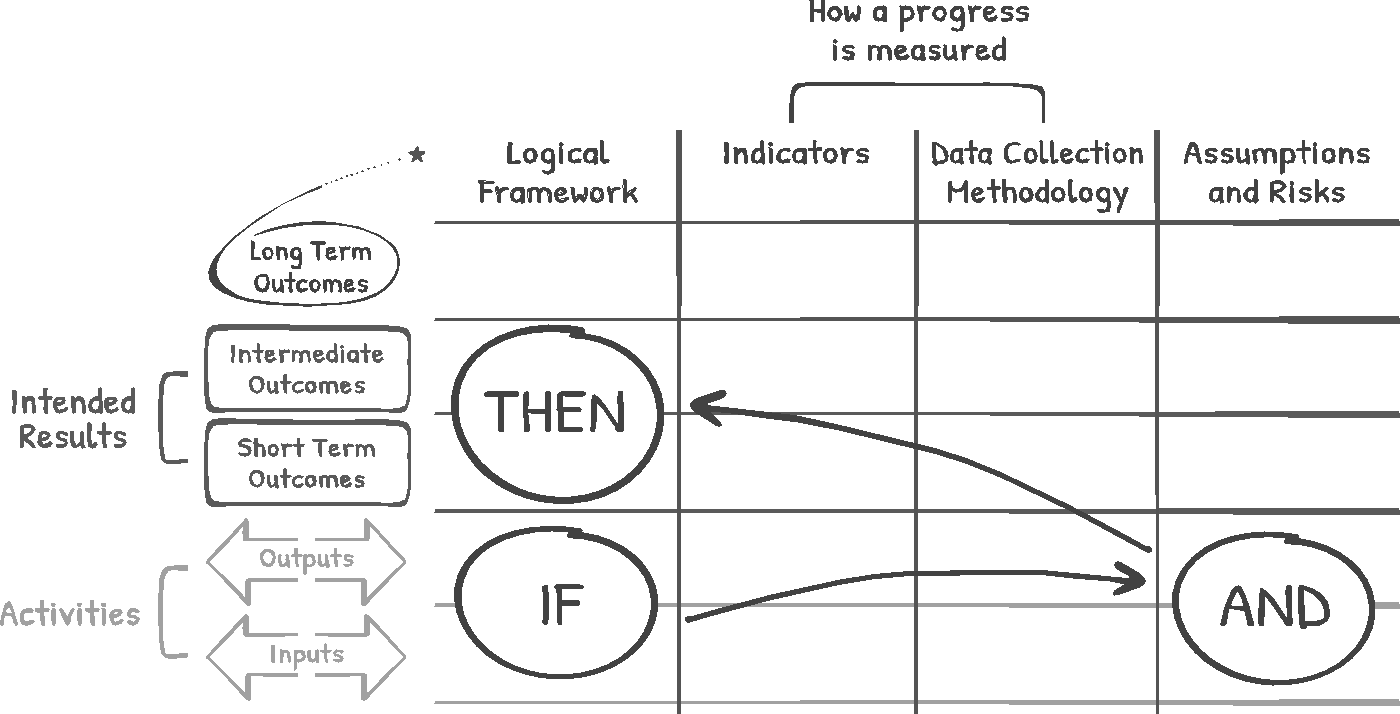 How a progress
is measured
Logical
Framework
Indicators
Data Collection
Methodology
Assumptions
and Risks
Long Term
Outcomes
Intended
Results
Intermediate
Outcomes
Short Term
Outcomes
THEN
Activities
Outputs
Inputs
IF
AND